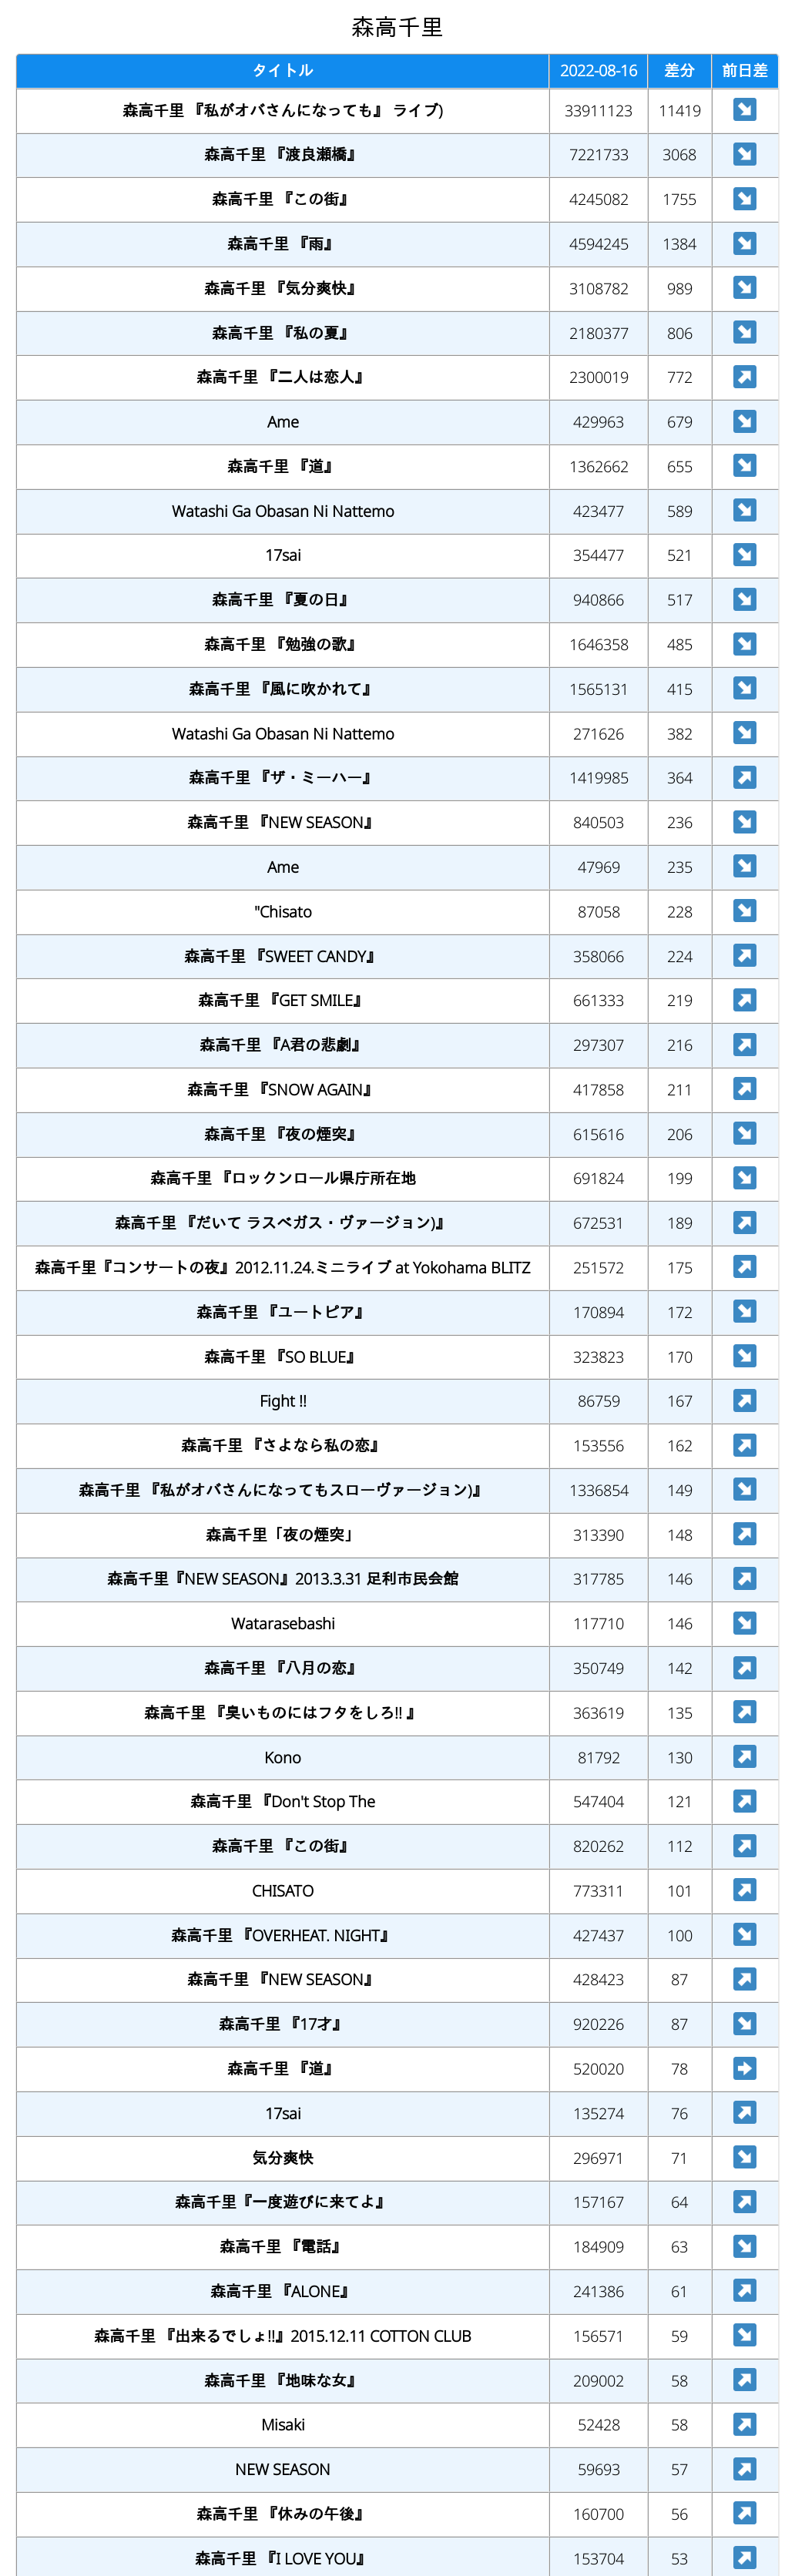 森高千里
タイトル 2022-08-16 差分 前日差
森高千里 『私がオバさんになっても』 ライブ) 33911123 11419
森高千里 『渡良瀬橋』 7221733 3068
森高千里 『この街』 4245082 1755
森高千里 『雨』 4594245 1384
森高千里 『気分爽快』 3108782 989
森高千里 『私の夏』 2180377 806
森高千里 『二人は恋人』 2300019 772
Ame 429963 679
森高千里 『道』 1362662 655
Watashi Ga Obasan Ni Nattemo 423477 589
17sai 354477 521
森高千里 『夏の日』 940866 517
森高千里 『勉強の歌』 1646358 485
森高千里 『風に吹かれて』 1565131 415
Watashi Ga Obasan Ni Nattemo 271626 382
森高千里 『ザ・ミーハー』 1419985 364
森高千里 『NEW SEASON』 840503 236
Ame 47969 235
"Chisato 87058 228
森高千里 『SWEET CANDY』 358066 224
森高千里 『GET SMILE』 661333 219
森高千里 『A君の悲劇』 297307 216
森高千里 『SNOW AGAIN』 417858 211
森高千里 『夜の煙突』 615616 206
森高千里 『ロックンロール県庁所在地 691824 199
森高千里 『だいて ラスベガス・ヴァージョン)』 672531 189
森高千里『コンサートの夜』2012.11.24.ミニライブ at Yokohama BLITZ 251572 175
森高千里 『ユートピア』 170894 172
森高千里 『SO BLUE』 323823 170
Fight !! 86759 167
森高千里 『さよなら私の恋』 153556 162
森高千里 『私がオバさんになってもスローヴァージョン)』 1336854 149
森高千里「夜の煙突」 313390 148
森高千里『NEW SEASON』2013.3.31 足利市民会館 317785 146
Watarasebashi 117710 146
森高千里 『八月の恋』 350749 142
森高千里 『臭いものにはフタをしろ!! 』 363619 135
Kono 81792 130
森高千里 『Don't Stop The 547404 121
森高千里 『この街』 820262 112
CHISATO 773311 101
森高千里 『OVERHEAT. NIGHT』 427437 100
森高千里 『NEW SEASON』 428423 87
森高千里 『17才』 920226 87
森高千里 『道』 520020 78
17sai 135274 76
気分爽快 296971 71
森高千里『一度遊びに来てよ』 157167 64
森高千里 『電話』 184909 63
森高千里 『ALONE』 241386 61
森高千里 『出来るでしょ!!』2015.12.11 COTTON CLUB 156571 59
森高千里 『地味な女』 209002 58
Misaki 52428 58
NEW SEASON 59693 57
森高千里 『休みの午後』 160700 56
森高千里 『I LOVE YOU』 153704 53